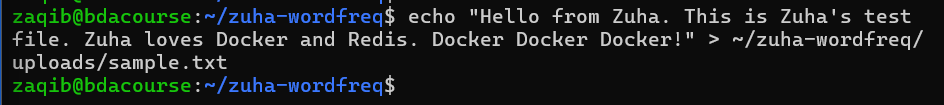 zaqib@bdacourse:~/zuha-wordfreq$ echo "Hello from Zuha. This is Zuha's test
file. Zuha loves Docker and Redis. Docker Docker Docker!" > ~/zuha-wordfreq/
uploads/sample.txt
zaqib@bdacourse:~/zuha-wordfreq$